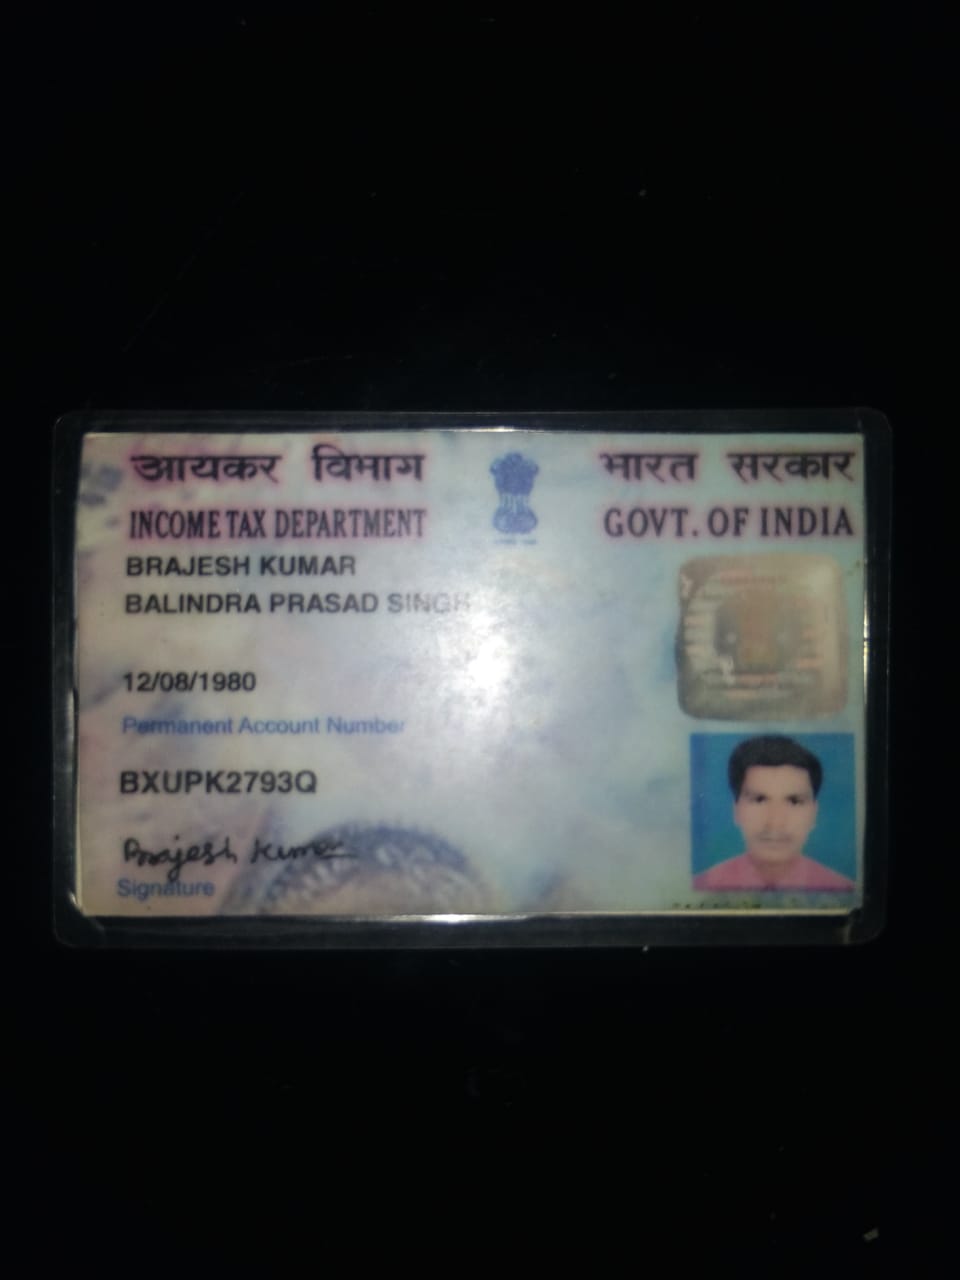 आयकर विभाग
भारत सरकार
INCOME TAX DEPARTMENT
GOVT. OF INDIA
BRAJESH KUMAR
BALINDRA PRASAD SINGH
12/08/1980
Permanent Account Number
BXUPK2793Q
Brajesh Kumar
Signature